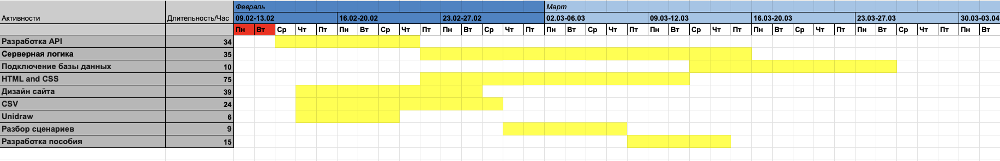 Февраль Март
Активности Длительность/Час 09.02-13.02 16.02-20.02 23.02-27.02 02.03-06.03 09.03-12.03 16.03-20.03 23.03-27.03 30.03-03.04
Пн Вт Ср Чт Пт Пн Вт Ср Чт Пт Пн Вт Ср Чт Пт Пн Вт Ср Чт Пт Пн Вт Ср Чт Пт Пн Вт Ср Чт Пт Пн Вт Ср Чт Пт Пн Вт
Разработка API 34
Серверная логика 35
Подключение базы данных 10
HTML and CSS 75
Дизайн сайта 39
CSV 24
Unidraw 6
Разбор сценариев 9
Разработка пособия 15